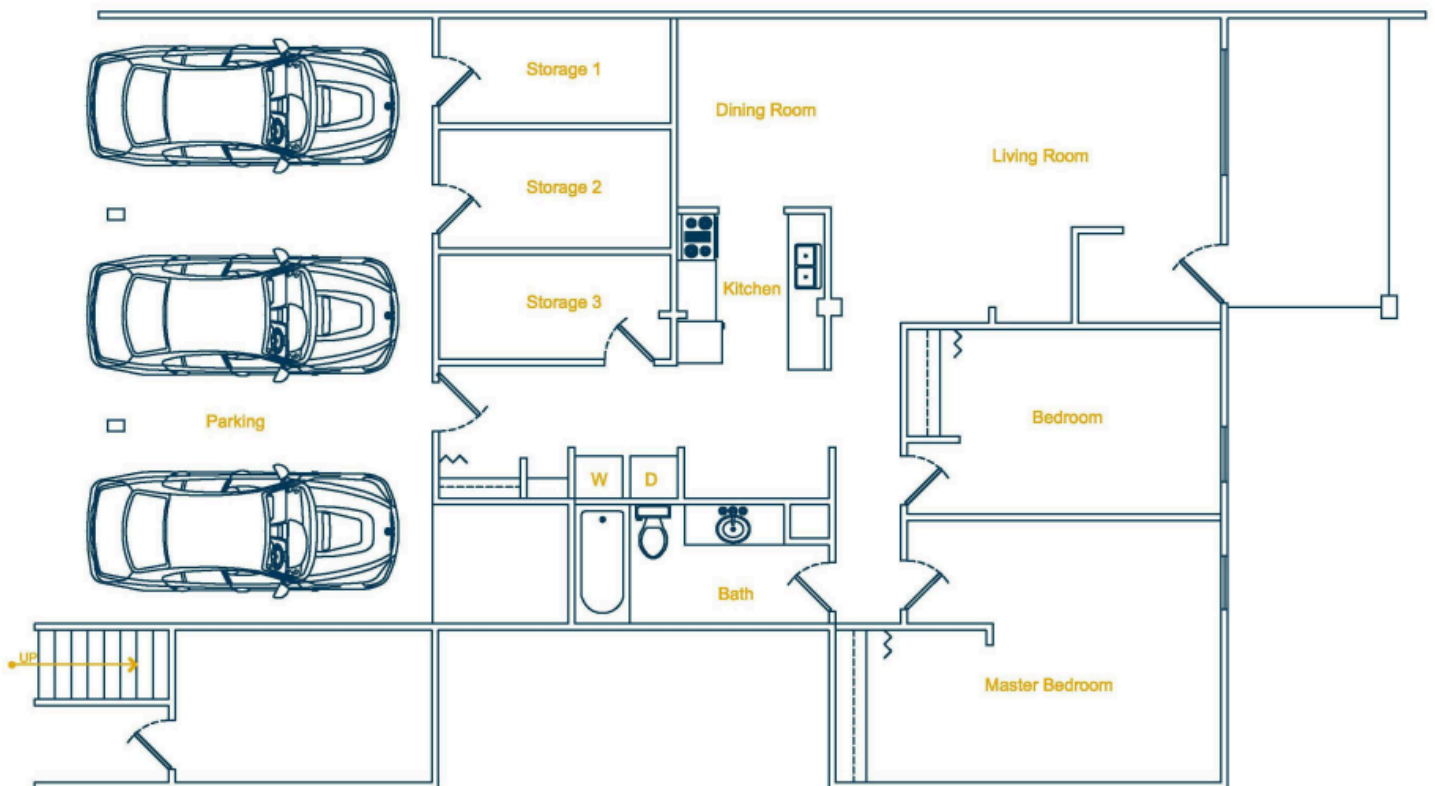 Storage 1
Dining Room
Living Room
Storage 2
Kitchen
Storage 3
Parking
Bedroom
W
D
Bath
UP
Master Bedroom